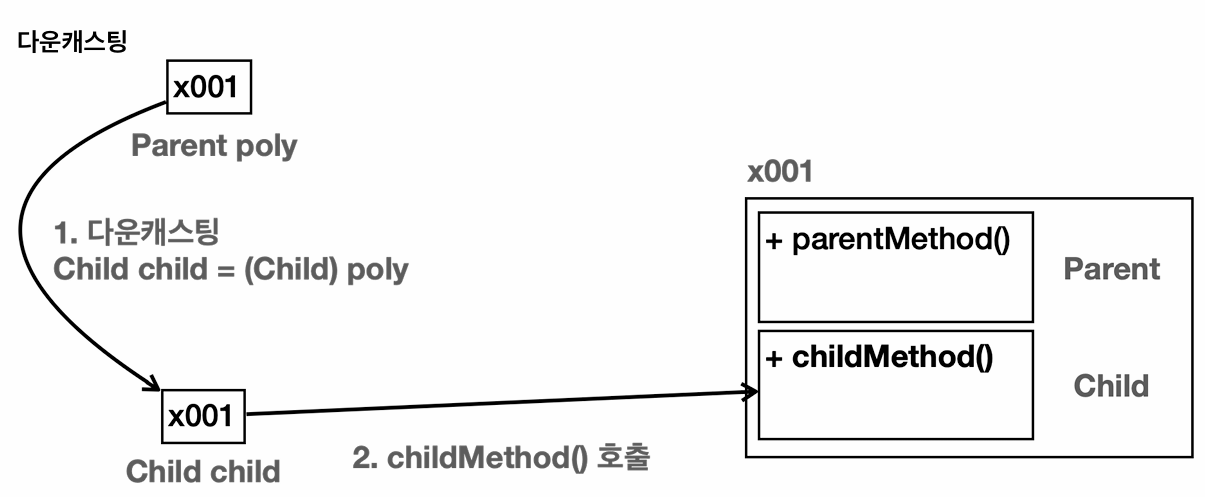 다운캐스팅
x001
Parent poly
x001
1. 다운캐스팅
Child child = (Child) poly
+ parentMethod()
Parent
+ childMethod()
Child
x001
Child child
2. childMethod() 호출